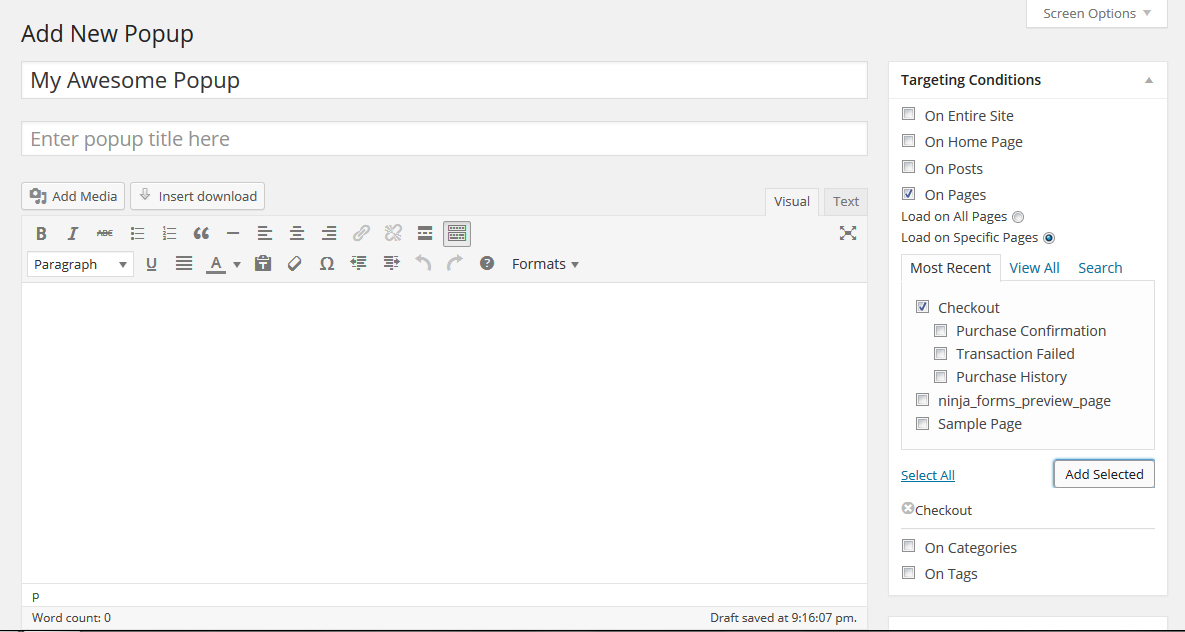 Screen Options
Add New Popup
My Awesome Popup
Enter popup title here
Add Media Insert download
Visual Text
B I ABC
Paragraph U A Ω Formats
p
Word count: 0 Draft saved at 9:16:07 pm.
Targeting Conditions
On Entire Site
On Home Page
On Posts
On Pages
Load on All Pages
Load on Specific Pages
Most Recent View All Search
Checkout
Purchase Confirmation
Transaction Failed
Purchase History
ninja_forms_preview_page
Sample Page
Select All Add Selected
Checkout
On Categories
On Tags